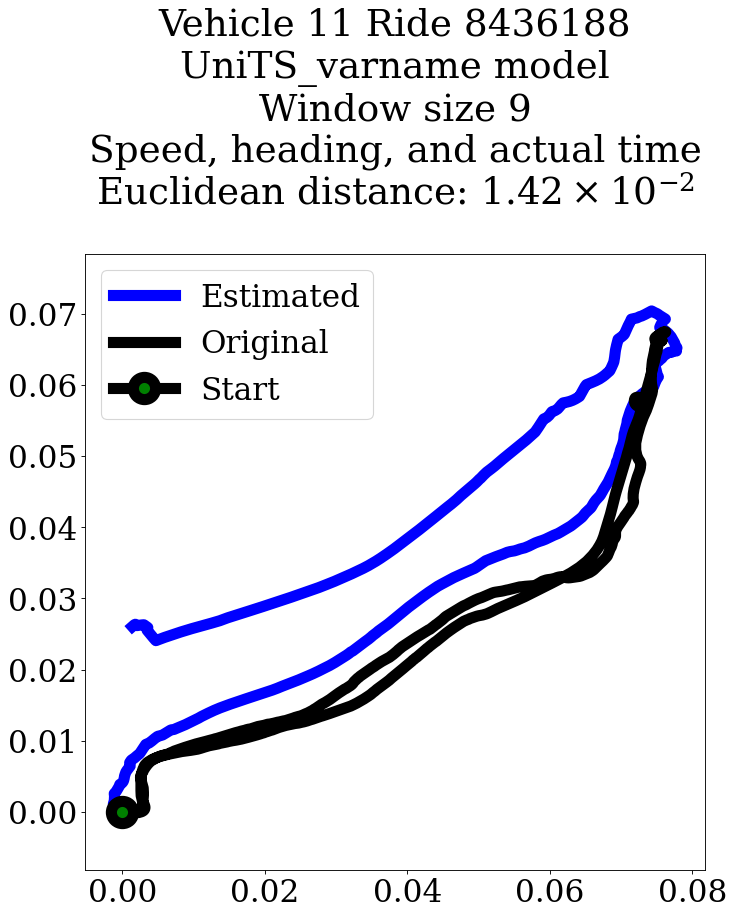 Vehicle 11 Ride 8436188
UniTS_varname model
Window size 9
Speed, heading, and actual time
Euclidean distance: 1.42 × 10⁻²
Estimated
Original
Start
0.07
0.06
0.05
0.04
0.03
0.02
0.01
0.00
0.00 0.02 0.04 0.06 0.08